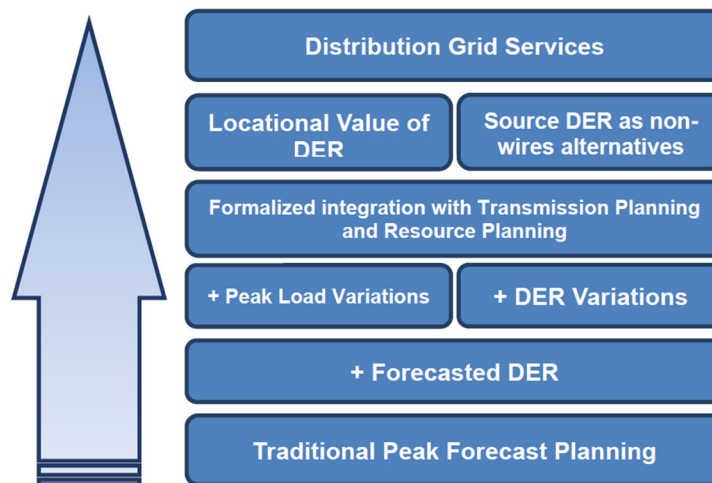 Distribution Grid Services
Locational Value of
DER
Source DER as non-
wires alternatives
Formalized integration with Transmission Planning
and Resource Planning
+ Peak Load Variations
+ DER Variations
+ Forecasted DER
Traditional Peak Forecast Planning